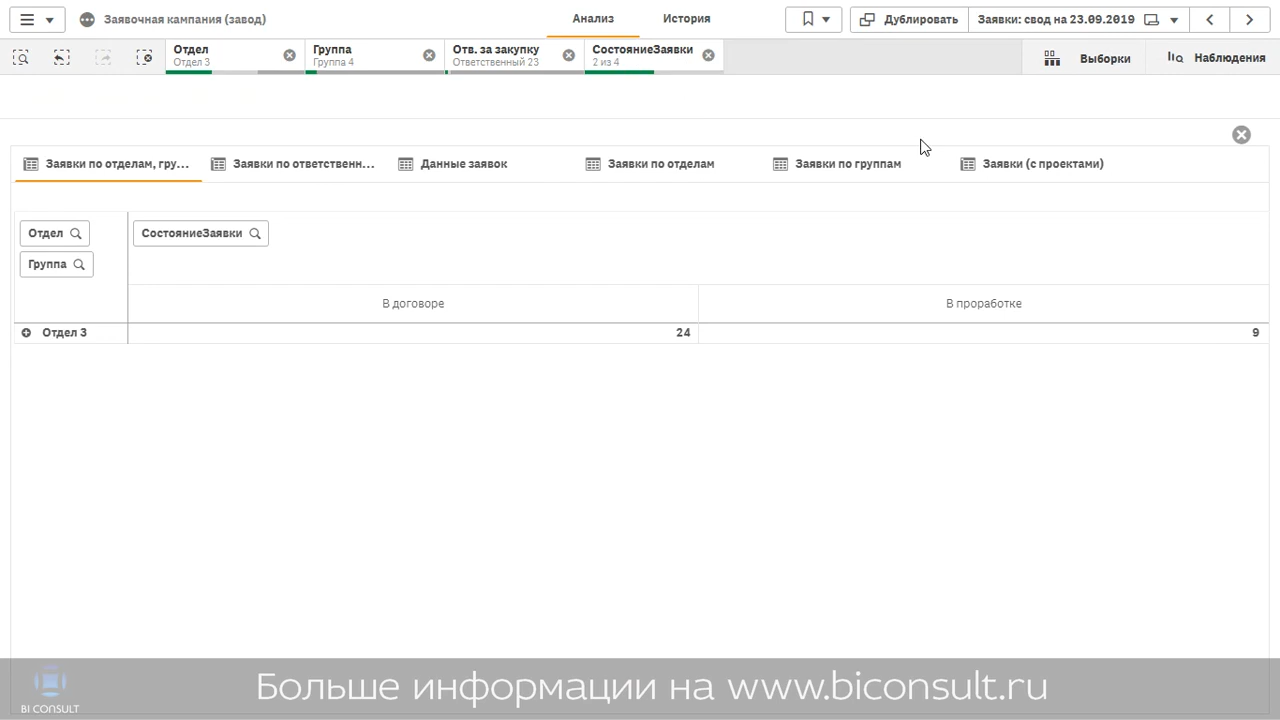 Заявочная кампания (завод)
Анализ
История
Дублировать
Заявки: свод на 23.09.2019
Отдел
Отдел 3
Группа
Группа 4
Отв. за закупку
Ответственный 23
СостояниеЗаявки
2 из 4
Выборки
Наблюдения
Заявки по отделам, гру...
Заявки по ответственн...
Данные заявок
Заявки по отделам
Заявки по группам
Заявки (с проектами)
Отдел
СостояниеЗаявки
Группа
В договоре
В проработке
Отдел 3
24
9
Больше информации на www.biconsult.ru
BI CONSULT